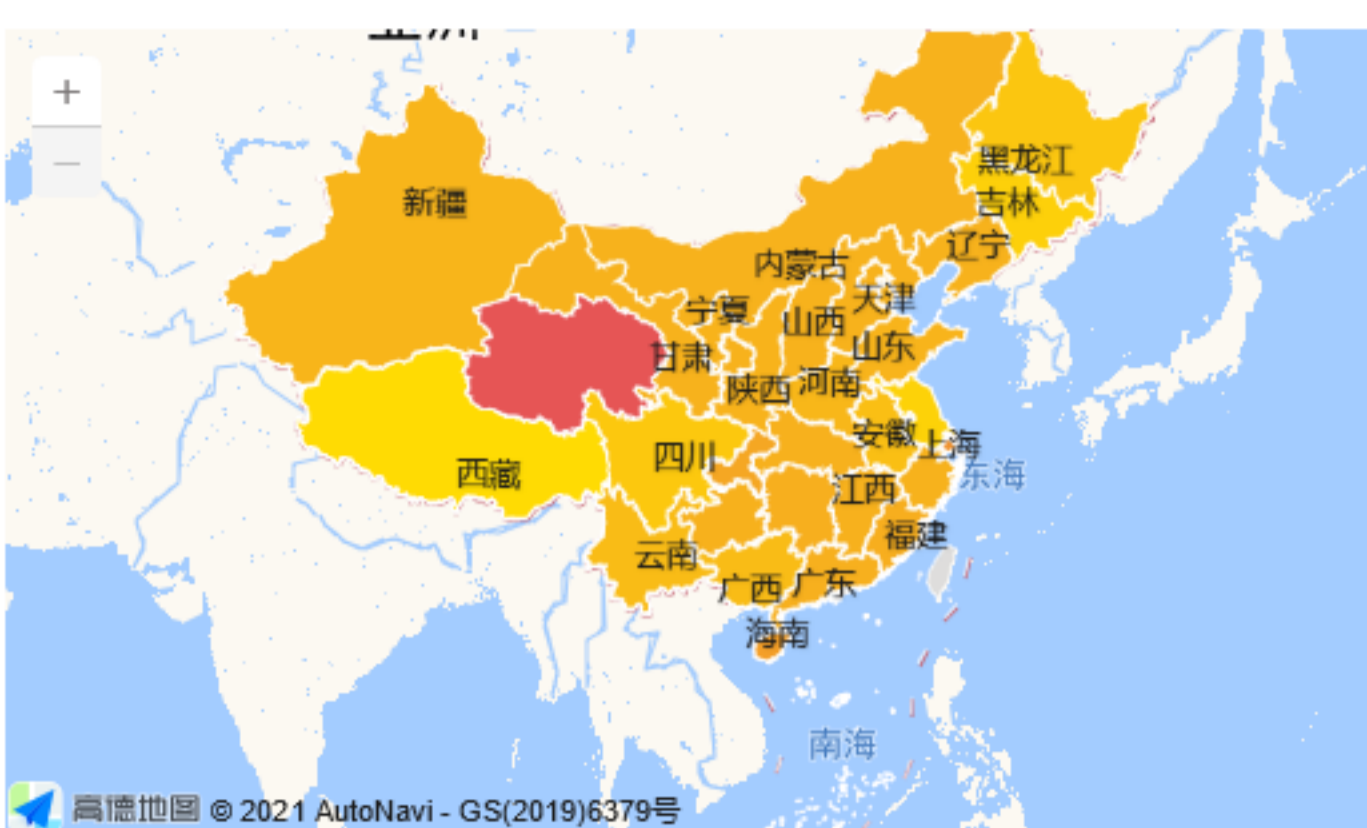 +
−
黑龙江
新疆
吉林
辽宁
内蒙古
天津
宁夏
山西
山东
甘肃
陕西
河南
安徽
上海
四川
西藏
东海
江西
福建
云南
广西
广东
海南
南海
高德地图 © 2021 AutoNavi - GS(2019)6379号